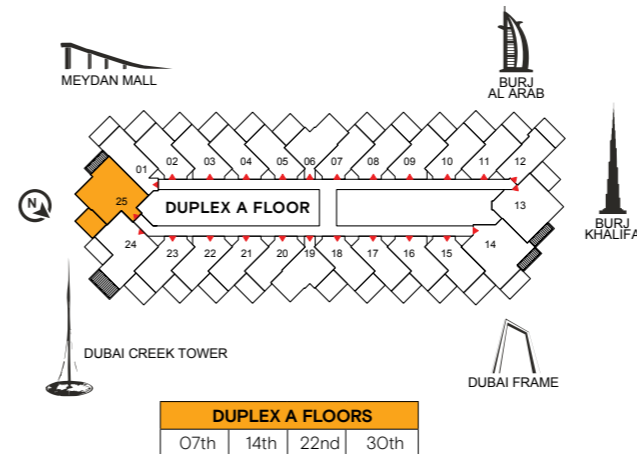 MEYDAN MALL
BURJ
AL ARAB
01 02 03 04 05 06 07 08 09 10 11 12
25 DUPLEX A FLOOR 13
N
BURJ
KHALIFA
24 23 22 21 20 19 18 17 16 15 14
DUBAI CREEK TOWER
DUBAI FRAME
DUPLEX A FLOORS
07th 14th 22nd 30th